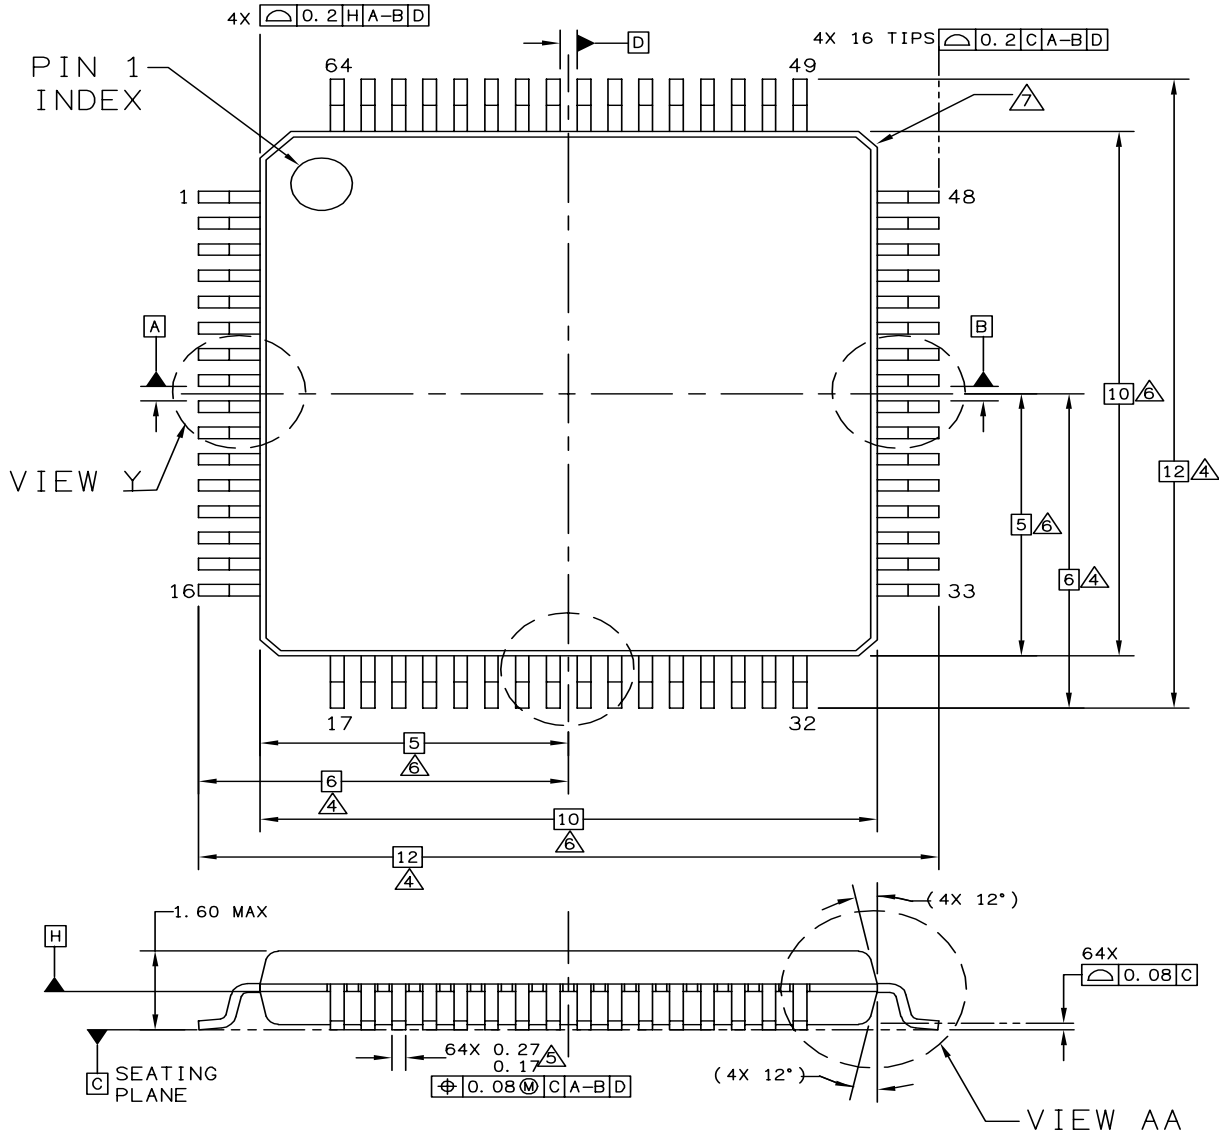 4X ⌓ 0.2 H A-B D
D
4X 16 TIPS ⌓ 0.2 C A-B D
PIN 1
INDEX
64
49
7
1
48
A
B
10 6
12 4
VIEW Y
5 6
6 4
16
33
17
32
5
6
6
4
10
6
12
4
1.60 MAX
(4X 12°)
H
64X
⌓ 0.08 C
64X 0.27
0.17
5
⌖ 0.08 Ⓜ C A-B D
(4X 12°)
C
SEATING
PLANE
VIEW AA